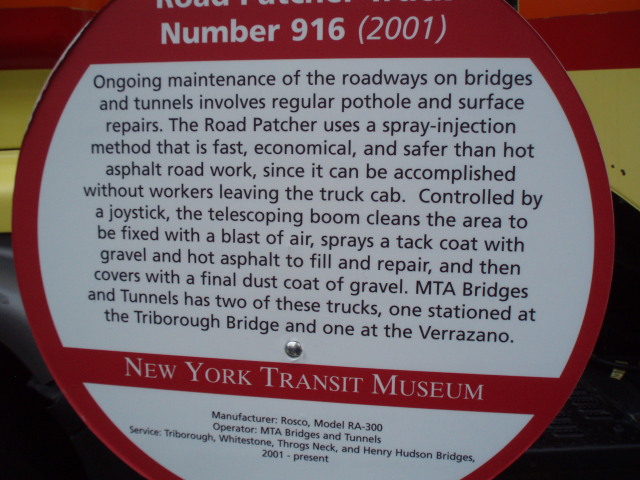 Road Patcher Truck
Number 916 (2001)
Ongoing maintenance of the roadways on bridges
and tunnels involves regular pothole and surface
repairs. The Road Patcher uses a spray-injection
method that is fast, economical, and safer than hot
asphalt road work, since it can be accomplished
without workers leaving the truck cab. Controlled by
a joystick, the telescoping boom cleans the area to
be fixed with a blast of air, sprays a tack coat with
gravel and hot asphalt to fill and repair, and then
covers with a final dust coat of gravel. MTA Bridges
and Tunnels has two of these trucks, one stationed at
the Triborough Bridge and one at the Verrazano.
NEW YORK TRANSIT MUSEUM
Manufacturer: Rosco, Model RA-300
Operator: MTA Bridges and Tunnels
Service: Triborough, Whitestone, Throgs Neck, and Henry Hudson Bridges,
2001 - present